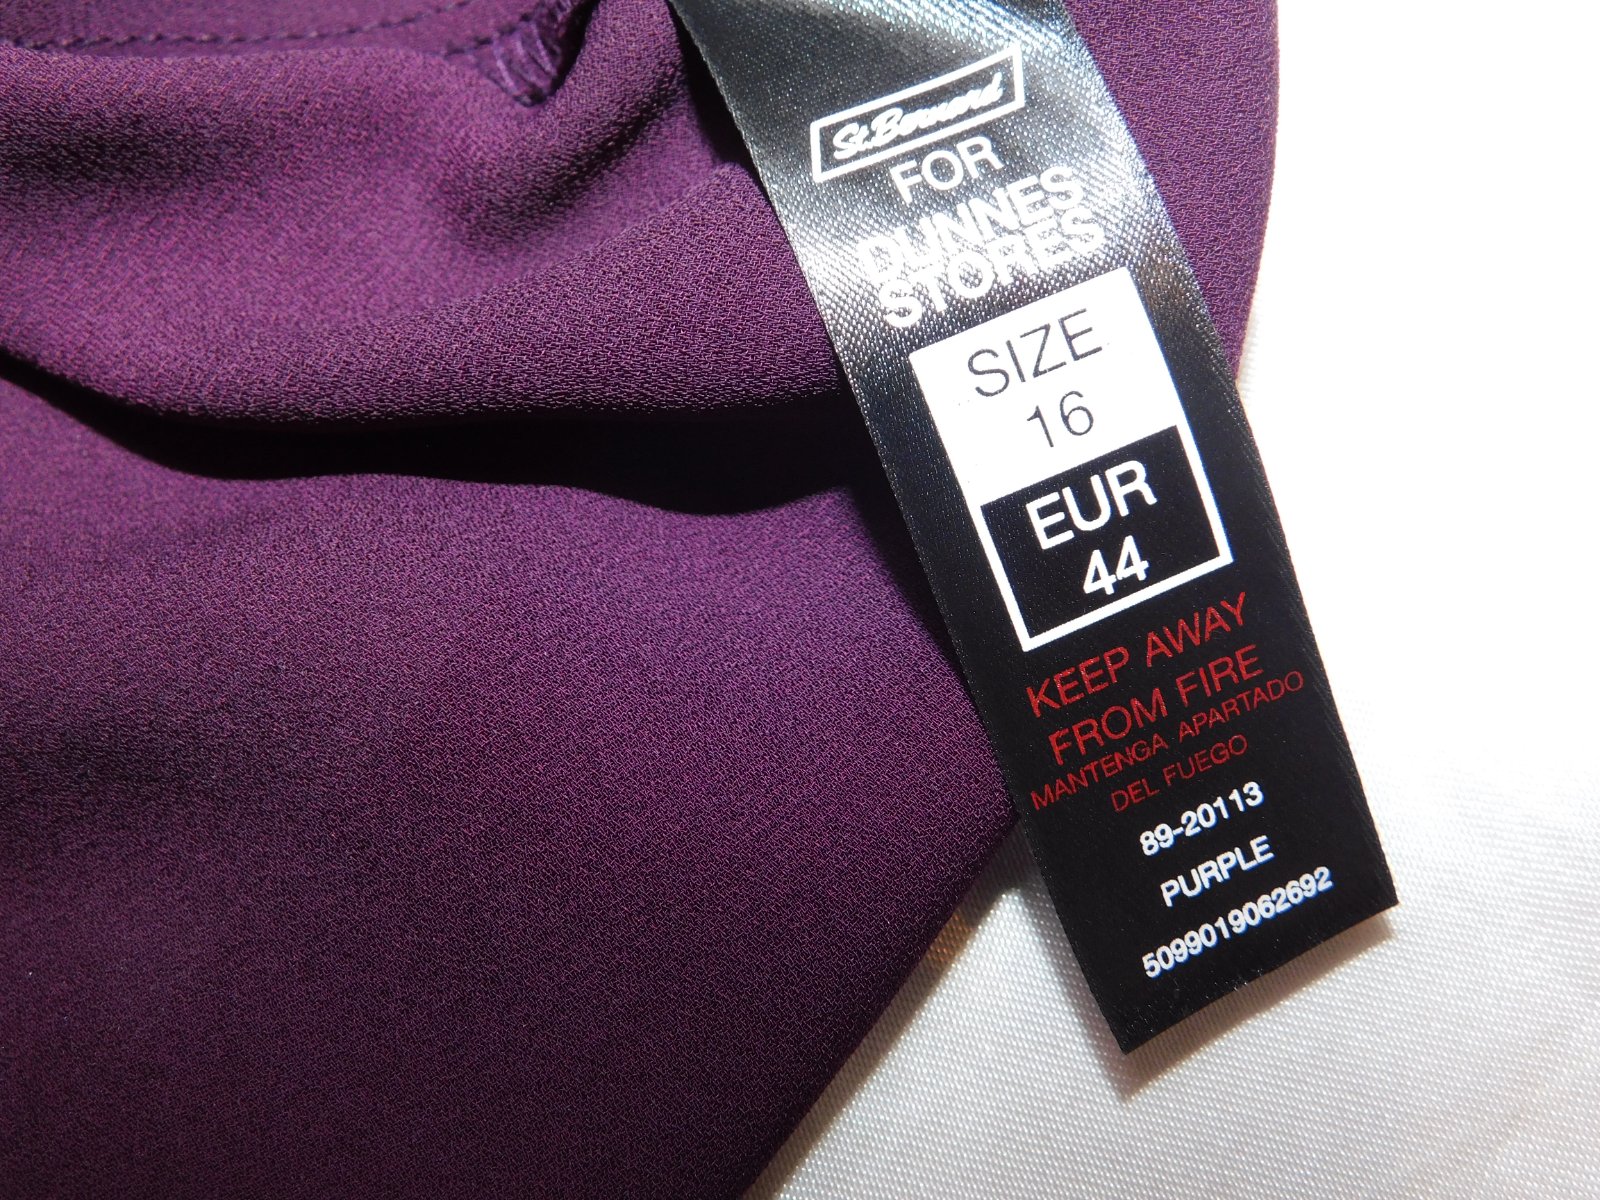 St.Bernard
FOR
DUNNES
STORES
SIZE
16
EUR
44
KEEP AWAY
FROM FIRE
MANTENGA APARTADO
DEL FUEGO
89-20113
PURPLE
5099019062692